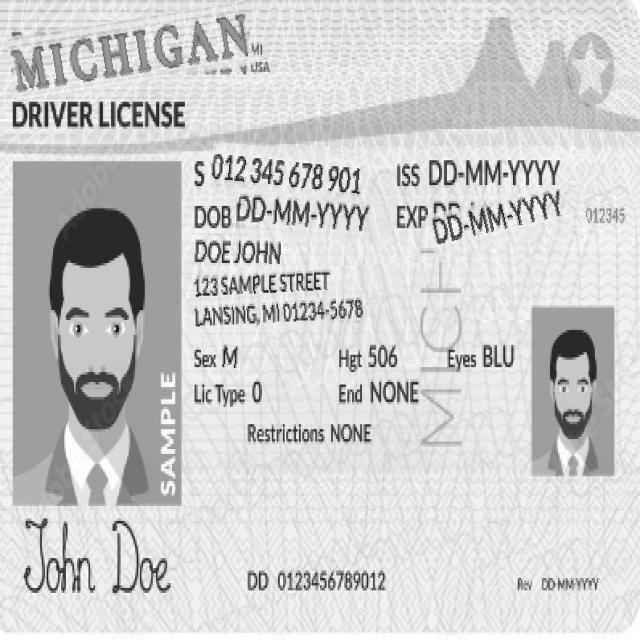 MICHIGAN MI
USA
DRIVER LICENSE
S 012 345 678 901 ISS DD-MM-YYYY
DOB DD-MM-YYYY EXP DD-MM-YYYY 012345
DOE JOHN
123 SAMPLE STREET
LANSING, MI 01234-5678
Sex M Hgt 506 Eyes BLU
Lic Type 0 End NONE
Restrictions NONE
SAMPLE
MICH
John Doe
DD 0123456789012 Rev DD-MM-YYYY